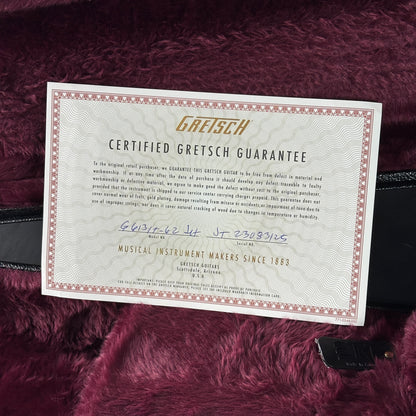 GRETSCH
CERTIFIED GRETSCH GUARANTEE
To the original retail purchaser, we GUARANTEE THIS GRETSCH GUITAR to be free from defect in material and
workmanship. If at any time after the date of purchase it should develop any defect traceable to faulty
workmanship or defective material, we agree to make good the defect without cost to the original purchaser,
provided that the instrument is shipped to our service center carrying charges prepaid. This guarantee does not
cover normal wear of frets, gold plating, damage resulting from misuse or accidents or impairment of tone due to
use of improper strings, nor does it cover natural cracking of wood due to changes in temperature or humidity.
JT 23083125
Model No.
Serial No.
MUSICAL INSTRUMENT MAKERS SINCE 1883
GRETSCH GUITARS
Scottsdale, Arizona
U.S.A.